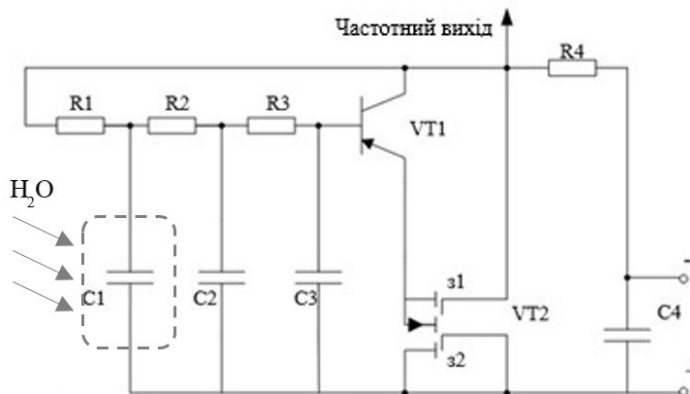 Частотний вихід
R4
R1 R2 R3
VT1
H₂O
з1
C1 C2 C3 VT2 C4
з2